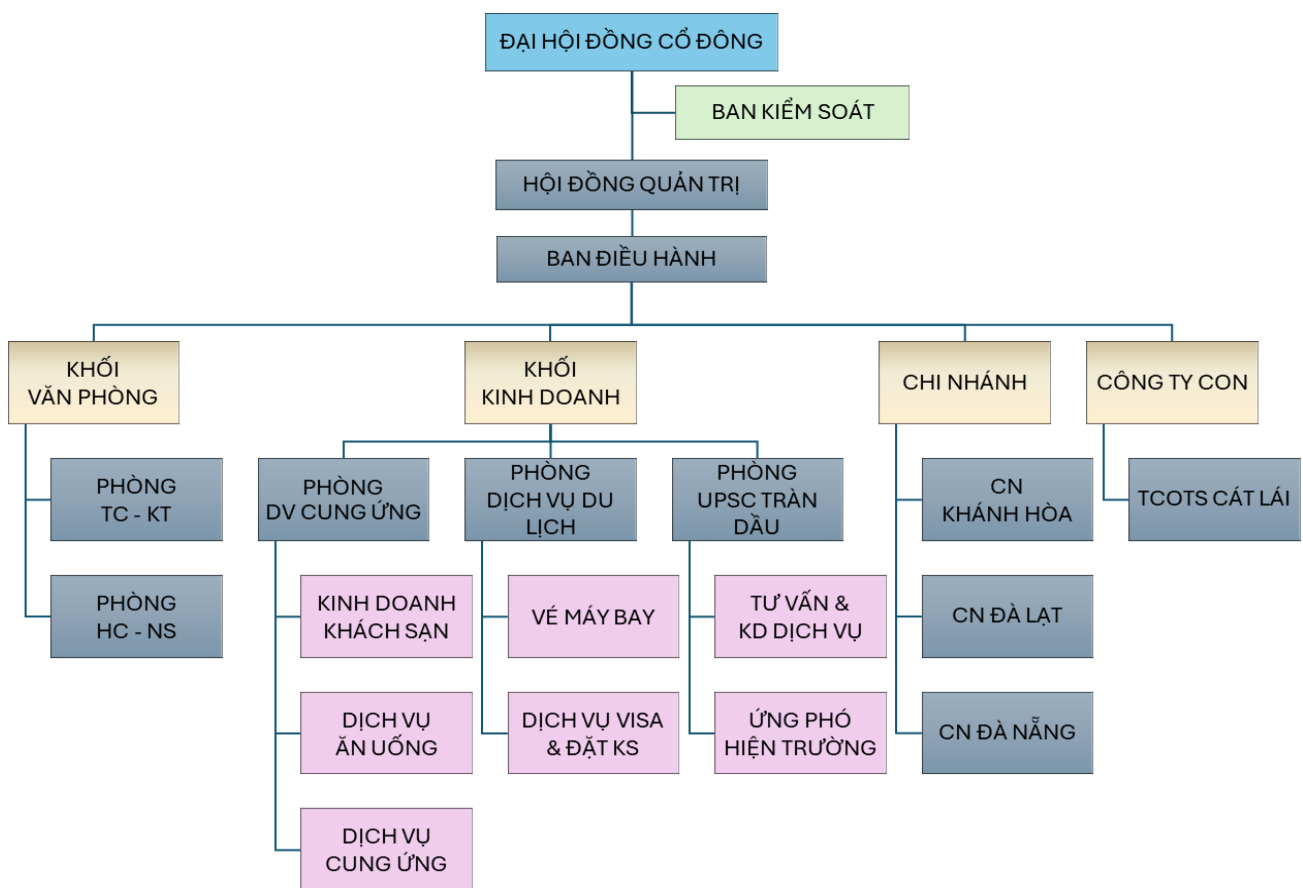 ĐẠI HỘI ĐỒNG CỔ ĐÔNG
BAN KIỂM SOÁT
HỘI ĐỒNG QUẢN TRỊ
BAN ĐIỀU HÀNH
KHỐI
VĂN PHÒNG
KHỐI
KINH DOANH
CHI NHÁNH
CÔNG TY CON
PHÒNG
TC - KT
PHÒNG
HC - NS
PHÒNG
DV CUNG ỨNG
PHÒNG
DỊCH VỤ DU
LỊCH
PHÒNG
UPSC TRÀN
DẦU
CN
KHÁNH HÒA
TCOTS CÁT LÁI
KINH DOANH
KHÁCH SẠN
VÉ MÁY BAY
TƯ VẤN &
KD DỊCH VỤ
CN ĐÀ LẠT
DỊCH VỤ
ĂN UỐNG
DỊCH VỤ VISA
& ĐẶT KS
ỨNG PHÓ
HIỆN TRƯỜNG
CN ĐÀ NẴNG
DỊCH VỤ
CUNG ỨNG